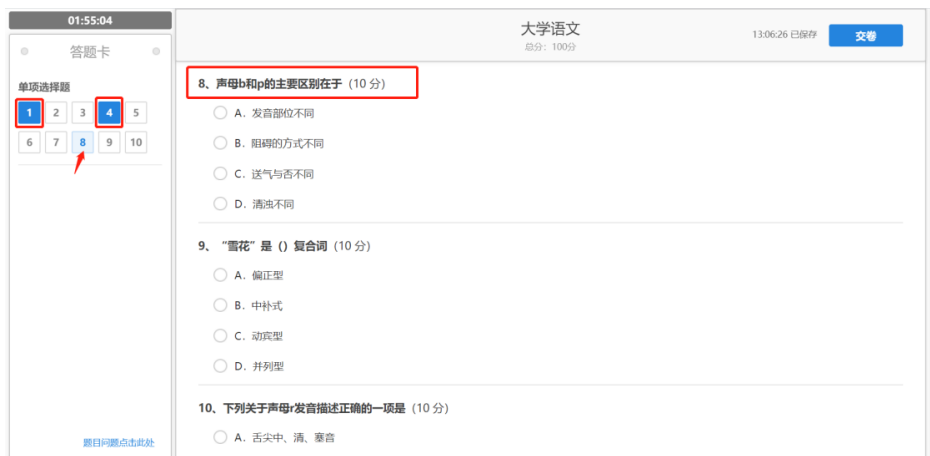 01:55:04
答题卡
单项选择题
1 2 3 4 5
6 7 8 9 10
题目问题点击此处
大学语文
总分：100分
13:06:26 已保存
交卷
8、声母b和p的主要区别在于（10 分）
A. 发音部位不同
B. 阻碍的方式不同
C. 送气与否不同
D. 清浊不同
9、“雪花”是（）复合词（10 分）
A. 偏正型
B. 中补式
C. 动宾型
D. 并列型
10、下列关于声母r发音描述正确的一项是（10 分）
A. 舌尖中、清、塞音